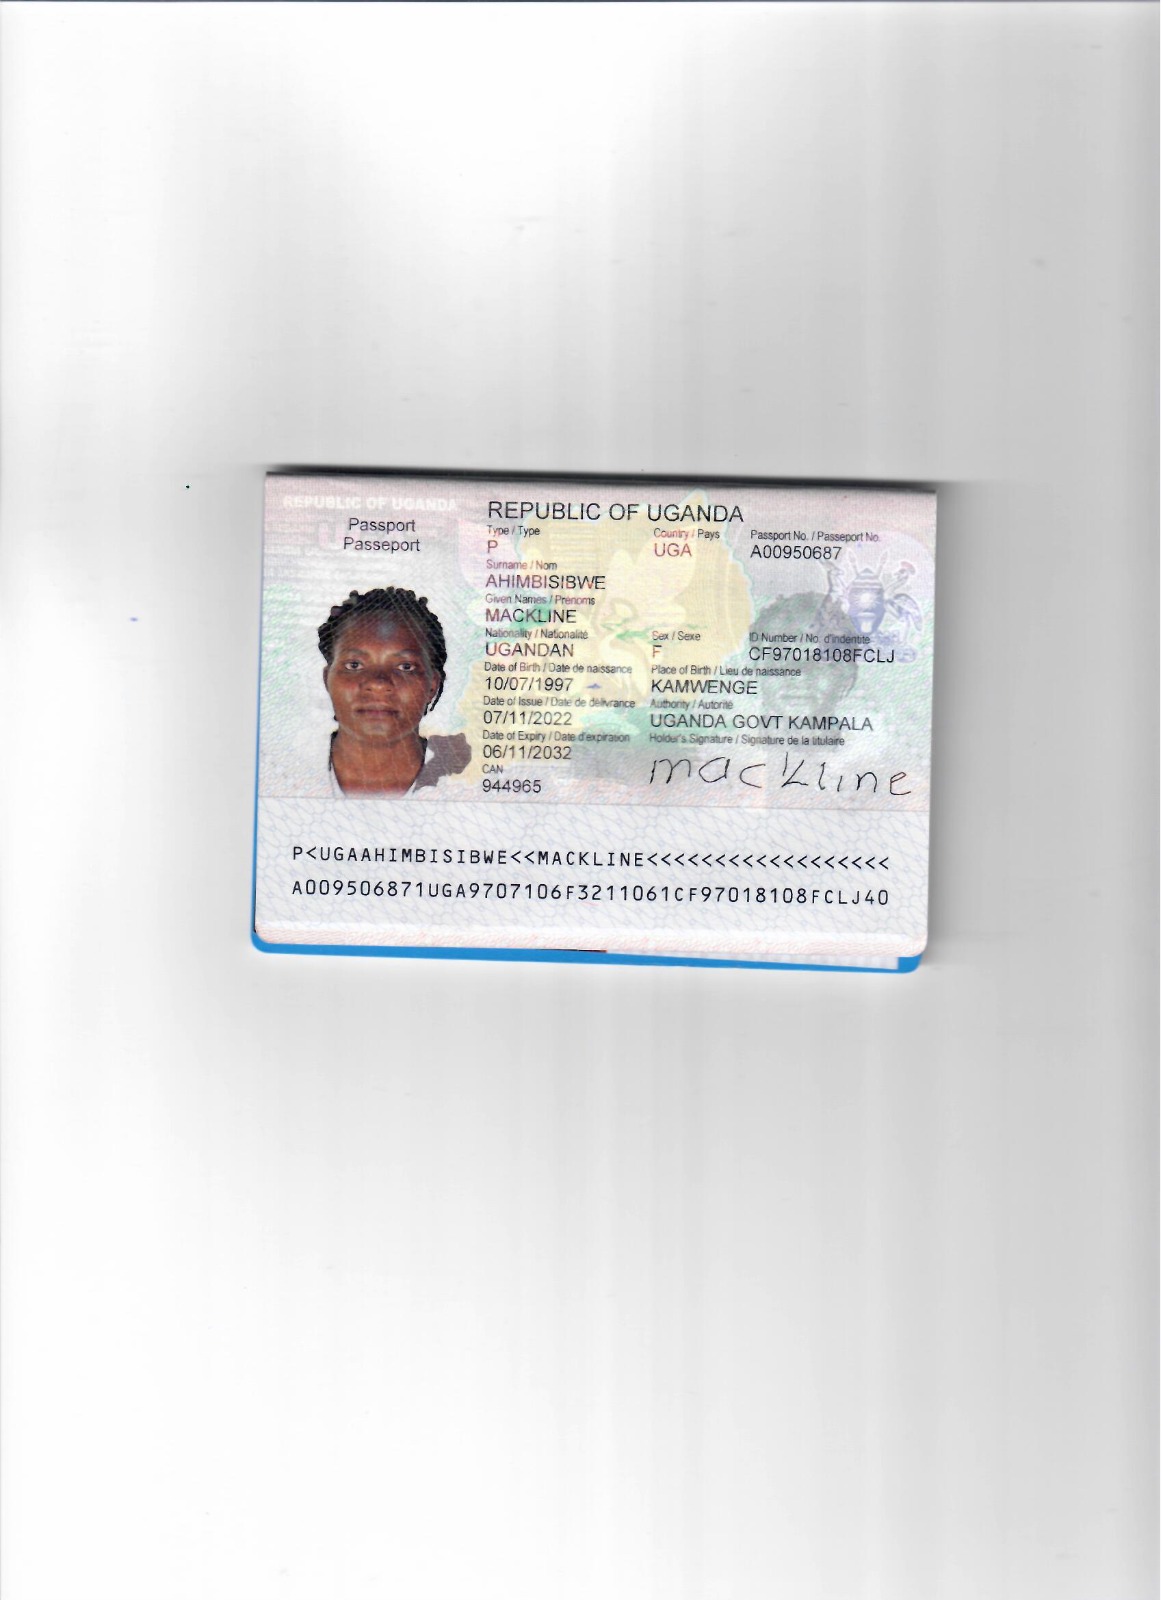 REPUBLIC OF UGANDA
Passport
Passeport
REPUBLIC OF UGANDA
Type / Type
P
Country / Pays
UGA
Passport No. / Passeport No.
A00950687
Surname / Nom
AHIMBISIBWE
Given Names / Prenoms
MACKLINE
Nationality / Nationalité
UGANDAN
Sex / Sexe
F
ID Number / No. d'indentite
CF97018108FCLJ
Date of Birth / Date de naissance
10/07/1997
Place of Birth / Lieu de naissance
KAMWENGE
Date of Issue / Date de delivrance
07/11/2022
Authority / Autorité
UGANDA GOVT KAMPALA
Date of Expiry / Date d'expiration
06/11/2032
Holder's Signature / Signature de la titulaire
mackline
CAN
944965
P<UGAAHIMBISIBWE<<MACKLINE<<<<<<<<<<<<<<<<<<
A009506871UGA9707106F3211061CF97018108FCLJ40